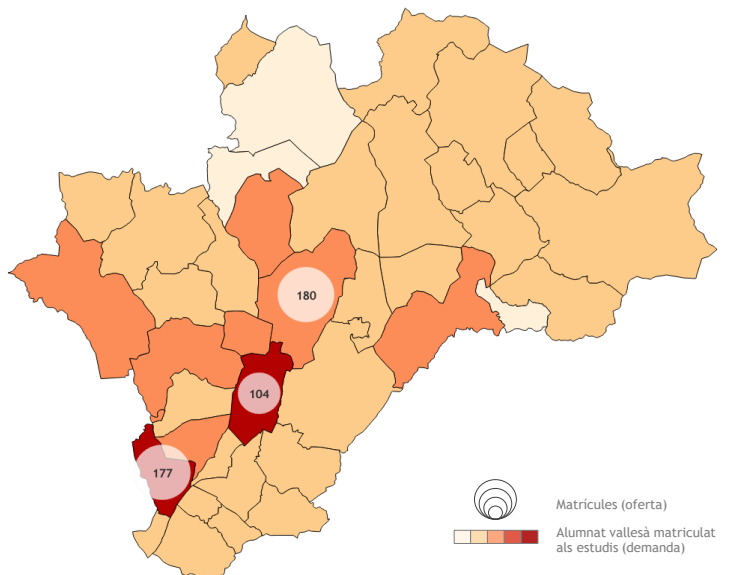 180
104
177
Matrícules (oferta)
Alumnat vallesà matriculat
als estudis (demanda)